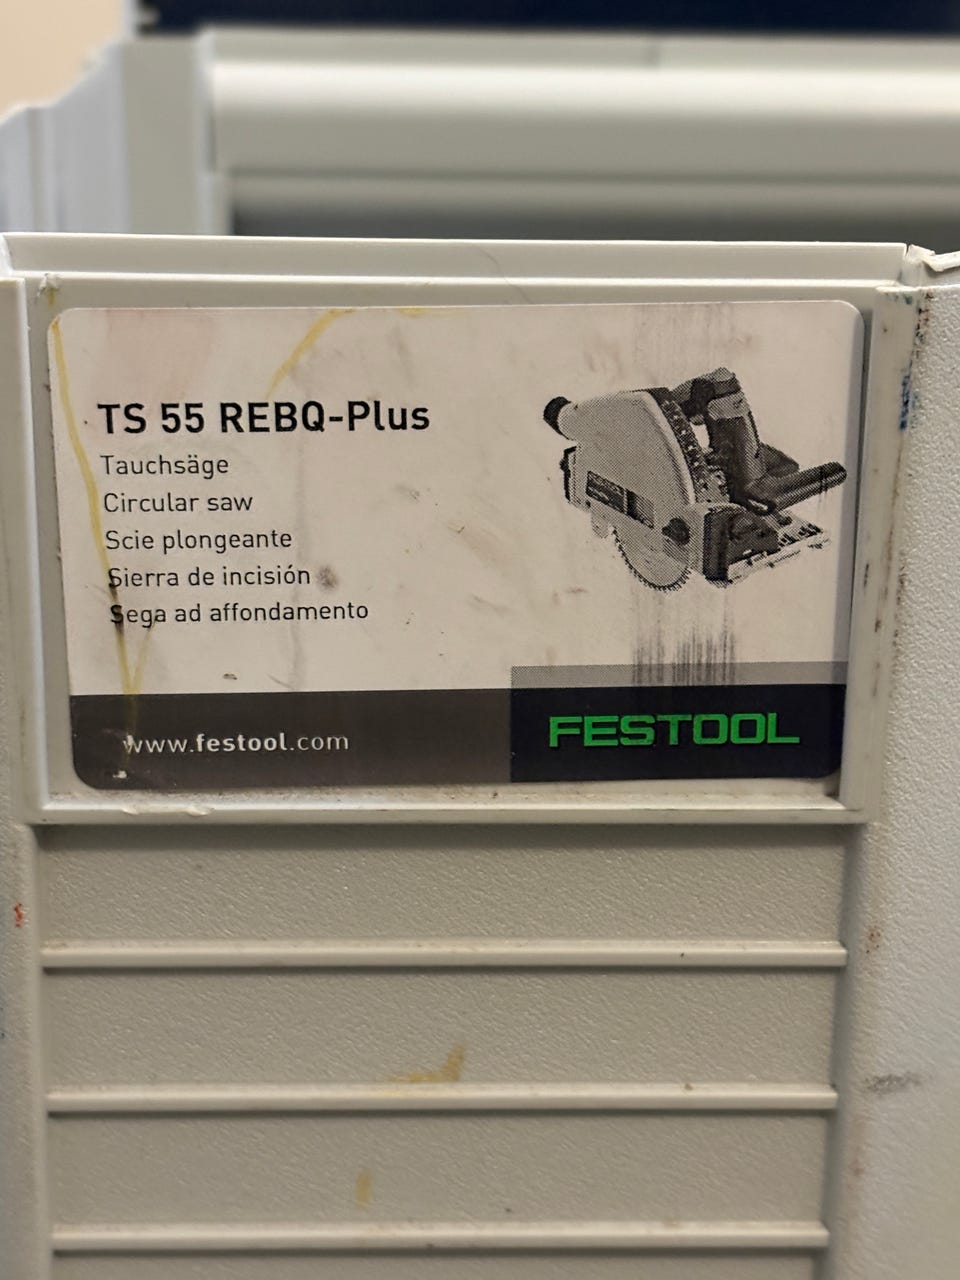 TS 55 REBQ-Plus
Tauchsäge
Circular saw
Scie plongeante
Sierra de incisión
Sega ad affondamento
www.festool.com
FESTOOL